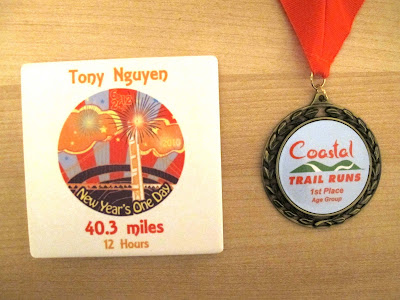 Tony Nguyen
New Year's One Day
40.3 miles
12 Hours
Coastal
TRAIL RUNS
1st Place
Age Group